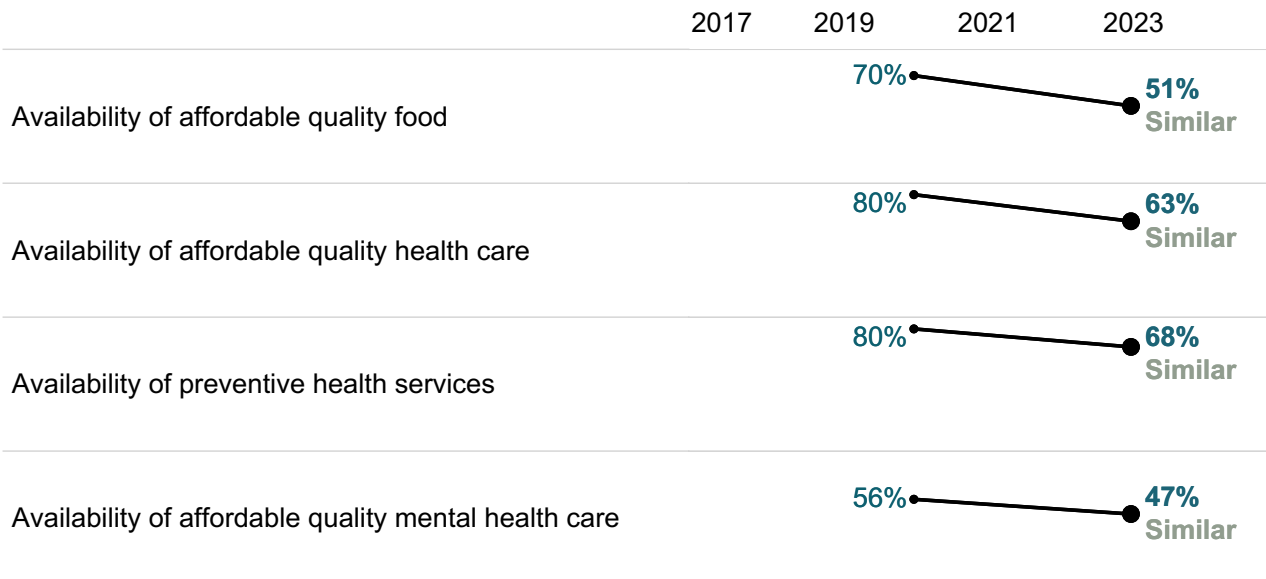 2017 2019 2021 2023
70% 51%
Availability of affordable quality food Similar
80% 63%
Availability of affordable quality health care Similar
80% 68%
Availability of preventive health services Similar
56% 47%
Availability of affordable quality mental health care Similar